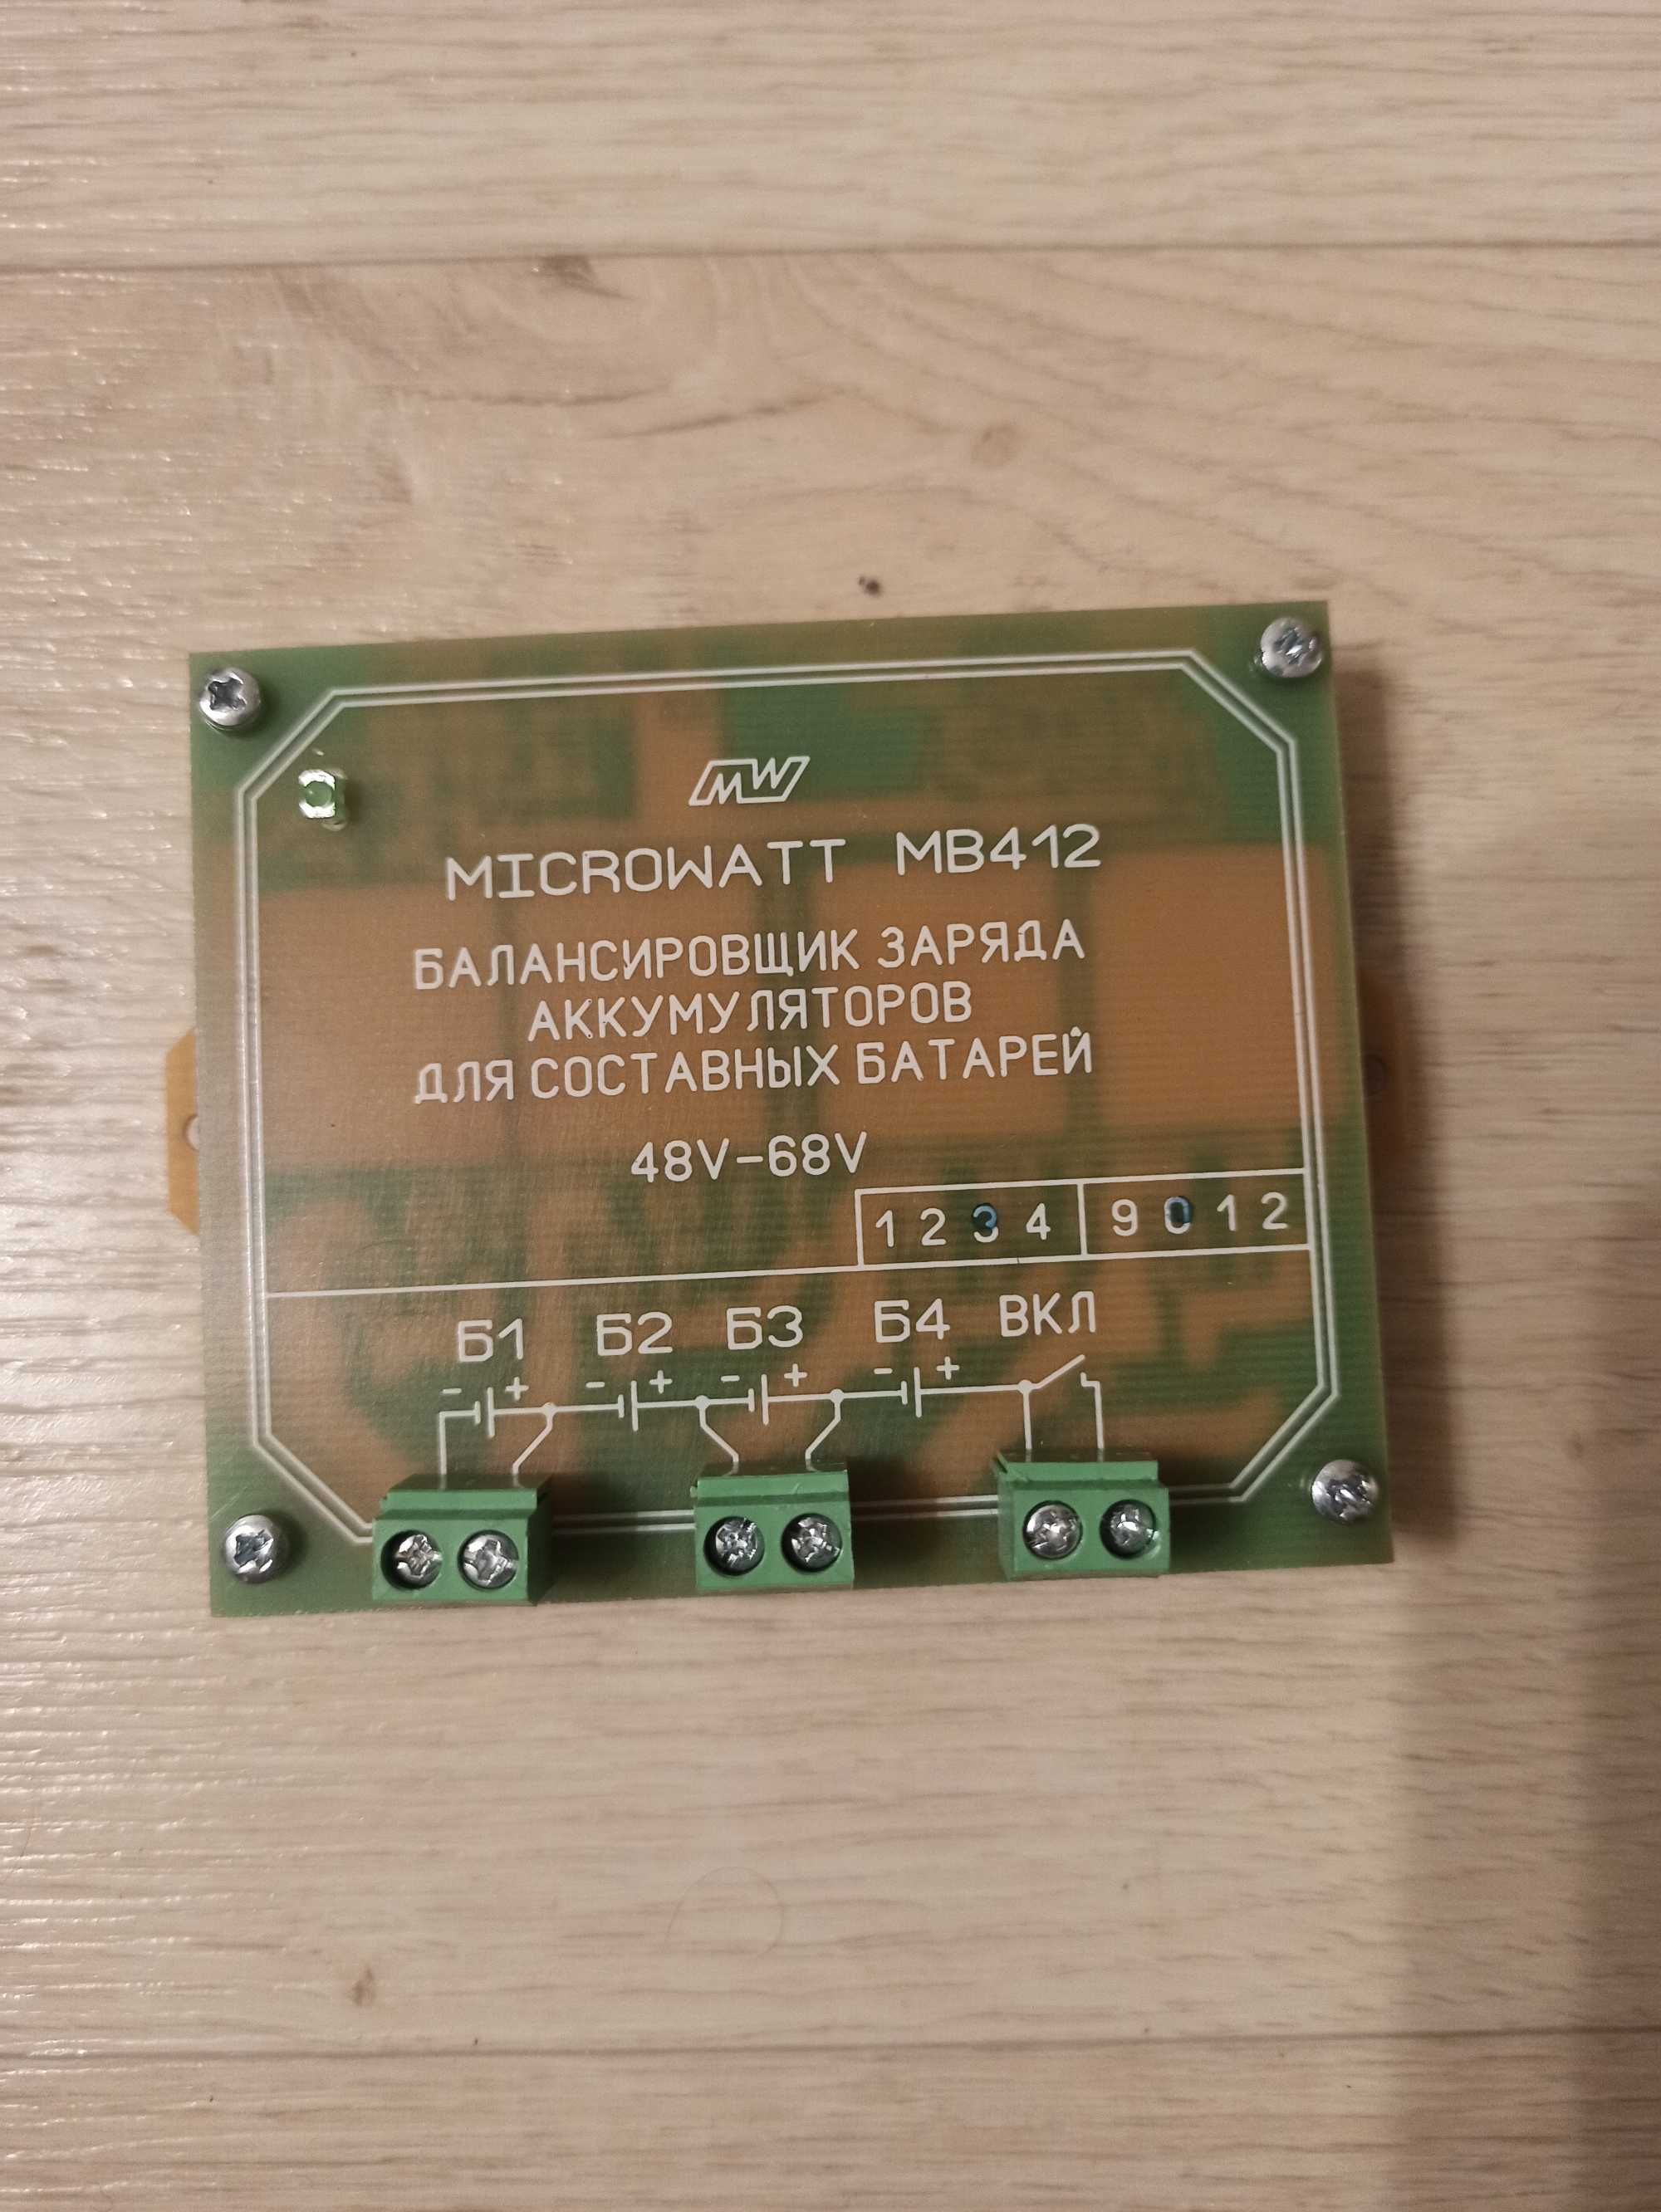 MW
MICROWATT MB412
БАЛАНСИРОВЩИК ЗАРЯДА
АККУМУЛЯТОРОВ
ДЛЯ СОСТАВНЫХ БАТАРЕЙ
48V-68V
1 2 3 4 9 0 1 2
Б1 Б2 Б3 Б4 ВКЛ
- + - + - + - +